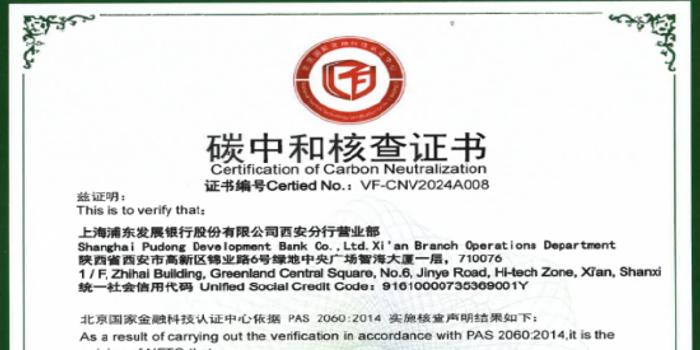 碳中和核查证书
Certification of Carbon Neutralization
证书编号Certied No.: VF-CNV2024A008
兹证明:
This is to verify that:
上海浦东发展银行股份有限公司西安分行营业部
Shanghai Pudong Development Bank Co.,Ltd.Xi'an Branch Operations Department
陕西省西安市高新区锦业路6号绿地中央广场智海大厦一层, 710076
1 / F, Zhihai Building, Greenland Central Square, No.6, Jinye Road, Hi-tech Zone, Xi'an, Shanxi
统一社会信用代码 Unified Social Credit Code: 91610000735369001Y
北京国家金融科技认证中心依据 PAS 2060:2014 实施核查声明结果如下:
As a result of carrying out the verification in accordance with PAS 2060:2014,it is the